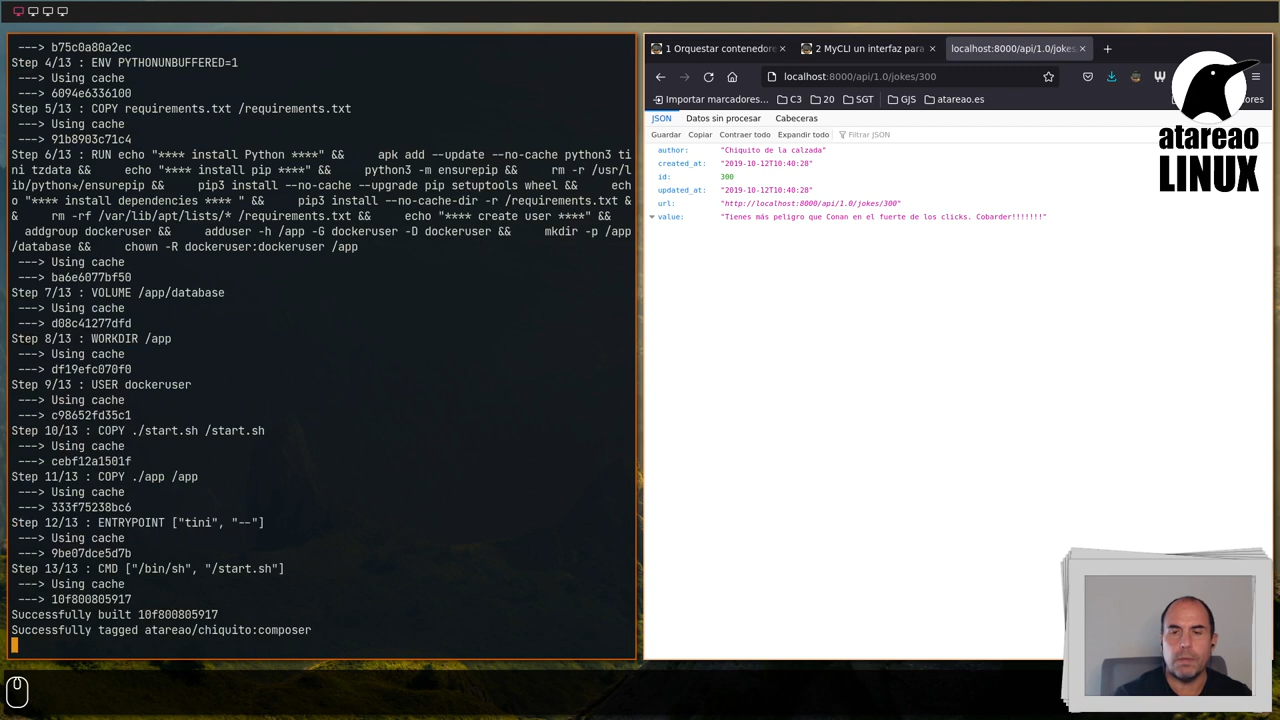 ---> b75c0a80a2ec
Step 4/13 : ENV PYTHONUNBUFFERED=1
---> Using cache
---> 6094e6336100
Step 5/13 : COPY requirements.txt /requirements.txt
---> Using cache
---> 91b8903c71c4
Step 6/13 : RUN echo "**** install Python ****" &&     apk add --update --no-cache python3 ti
ni tzdata &&     echo "**** install pip ****" &&     python3 -m ensurepip &&     rm -r /usr/l
ib/python*/ensurepip &&     pip3 install --no-cache --upgrade pip setuptools wheel &&     ech
o "**** install dependencies **** " &&     pip3 install --no-cache-dir -r /requirements.txt &
&     rm -rf /var/lib/apt/lists/* /requirements.txt &&     echo "**** create user ****" &&
addgroup dockeruser &&     adduser -h /app -G dockeruser -D dockeruser &&     mkdir -p /app
/database &&     chown -R dockeruser:dockeruser /app
---> Using cache
---> ba6e6077bf50
Step 7/13 : VOLUME /app/database
---> Using cache
---> d08c41277dfd
Step 8/13 : WORKDIR /app
---> Using cache
---> df19efc070f0
Step 9/13 : USER dockeruser
---> Using cache
---> c98652fd35c1
Step 10/13 : COPY ./start.sh /start.sh
---> Using cache
---> cebf12a1501f
Step 11/13 : COPY ./app /app
---> Using cache
---> 333f75238bc6
Step 12/13 : ENTRYPOINT ["tini", "--"]
---> Using cache
---> 9be07dce5d7b
Step 13/13 : CMD ["/bin/sh", "/start.sh"]
---> Using cache
---> 10f800805917
Successfully built 10f800805917
Successfully tagged atareao/chiquito:composer
1 Orquestar contenedore
2 MyCLI un interfaz para
localhost:8000/api/1.0/jokes
localhost:8000/api/1.0/jokes/300
Importar marcadores... C3 20 SGT GJS atareao.es
JSON Datos sin procesar Cabeceras
Guardar Copiar Contraer todo Expandir todo Filtrar JSON
author: "Chiquito de la calzada"
created_at: "2019-10-12T10:40:28"
id: 300
updated_at: "2019-10-12T10:40:28"
url: "http://localhost:8000/api/1.0/jokes/300"
value: "Tienes más peligro que Conan en el fuerte de los clicks. Cobarder!!!!!!!"
atareao
LINUX